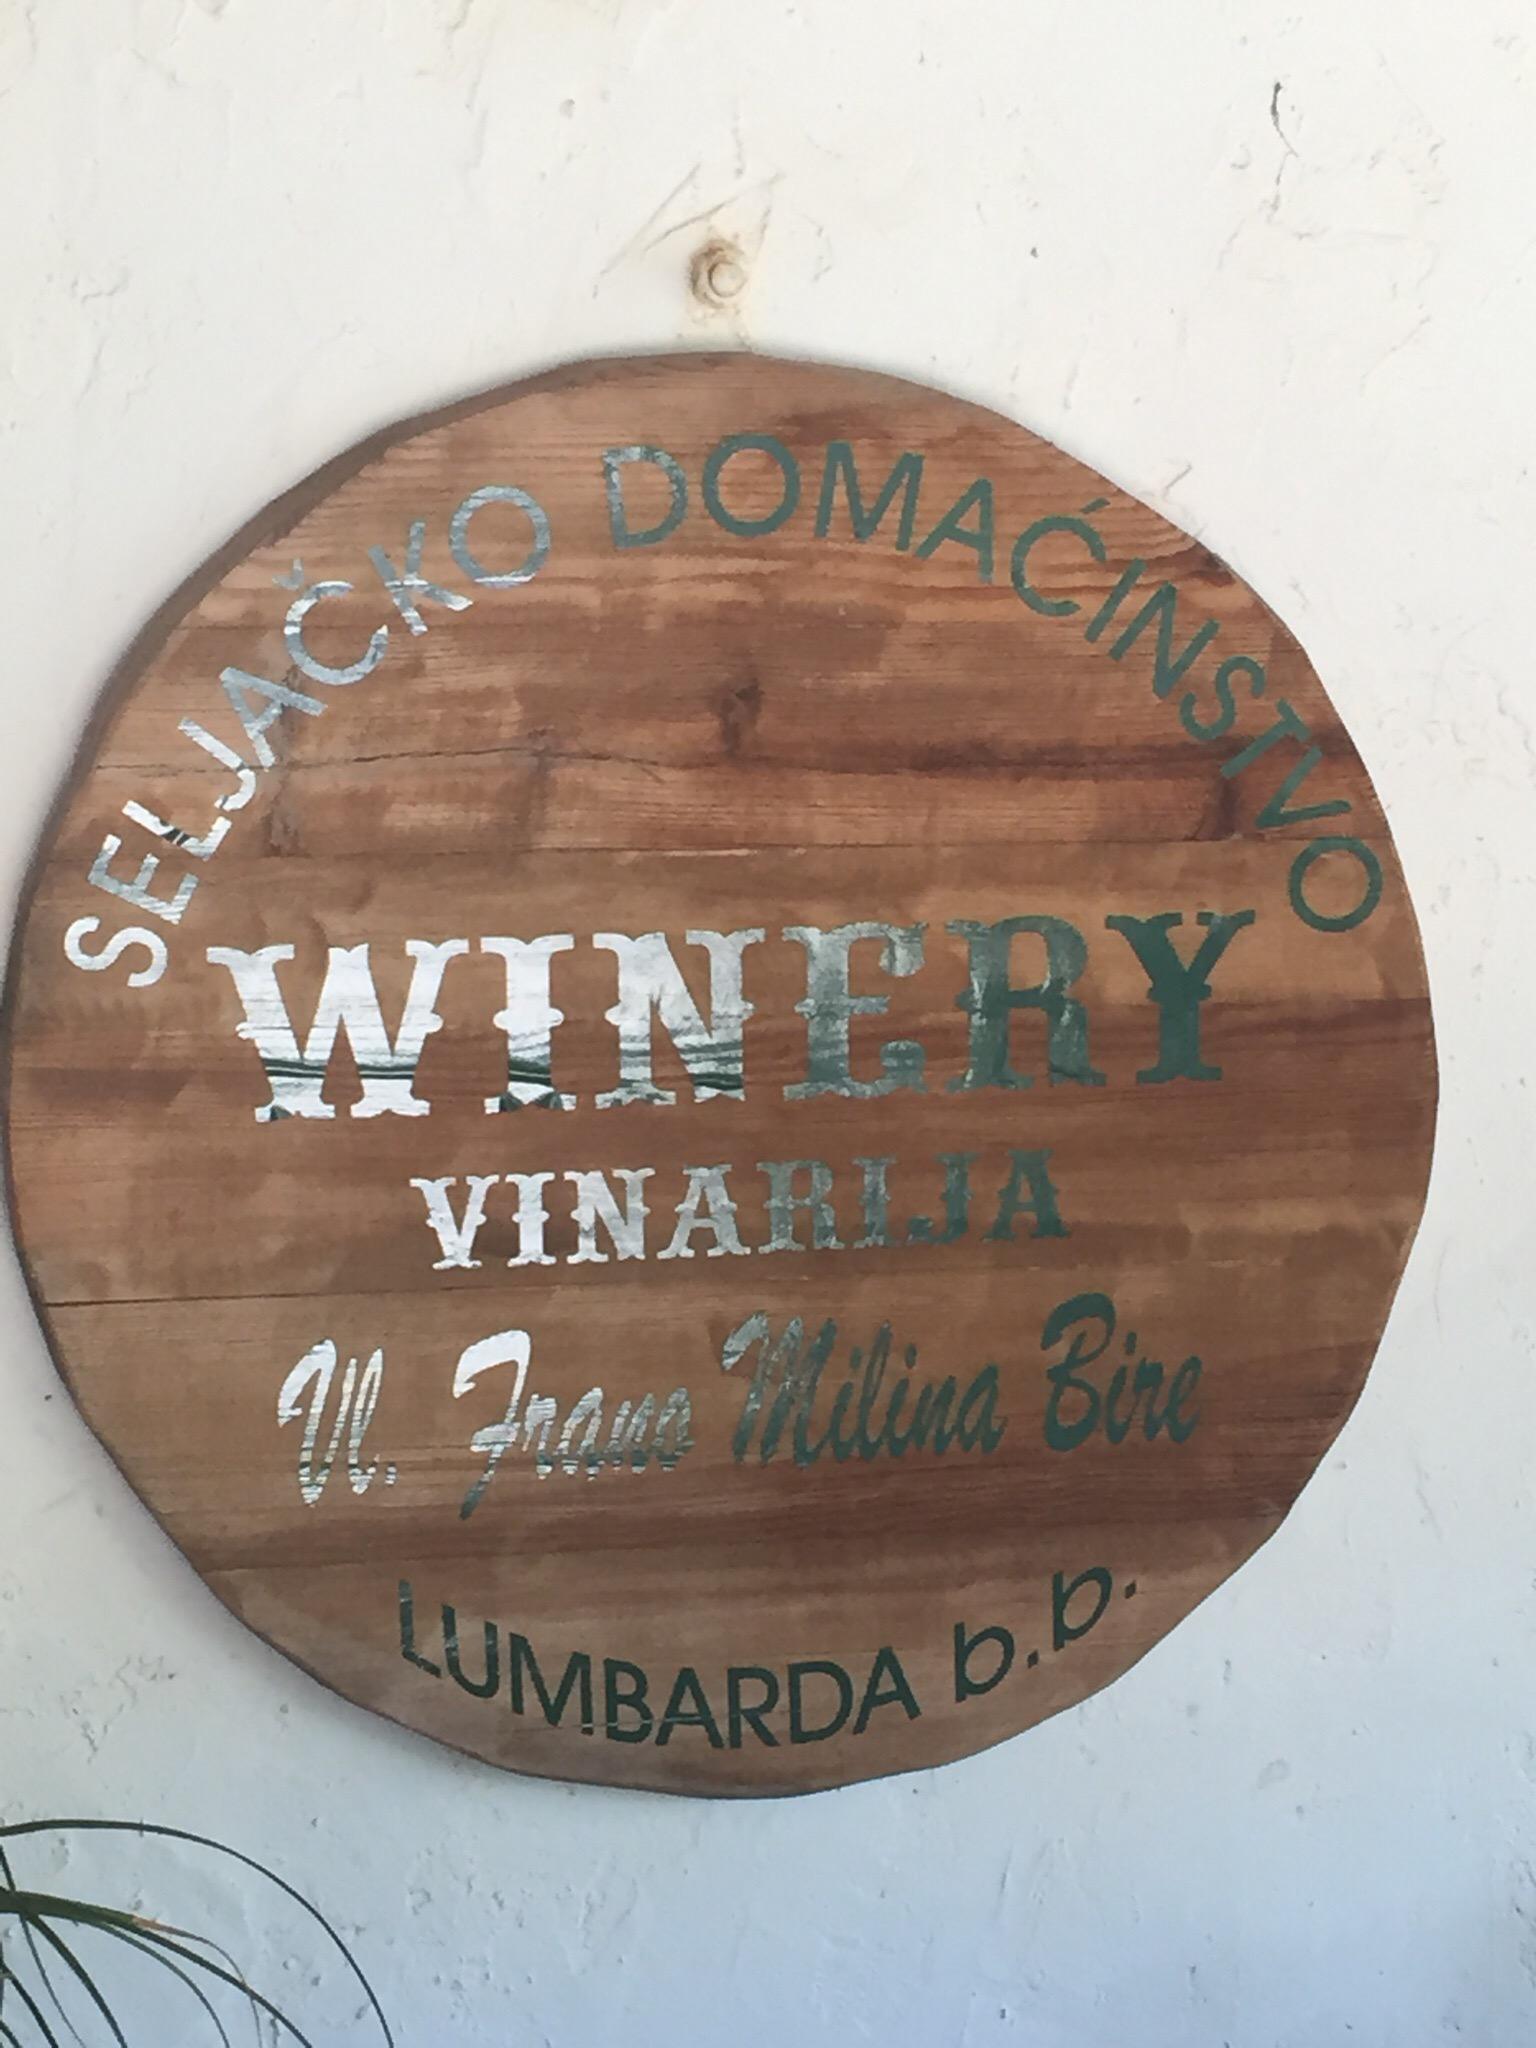 SELJAČKO DOMAĆINSTVO
WINERY
VINARIJA
Vl. Frano Milina Bire
LUMBARDA b.b.